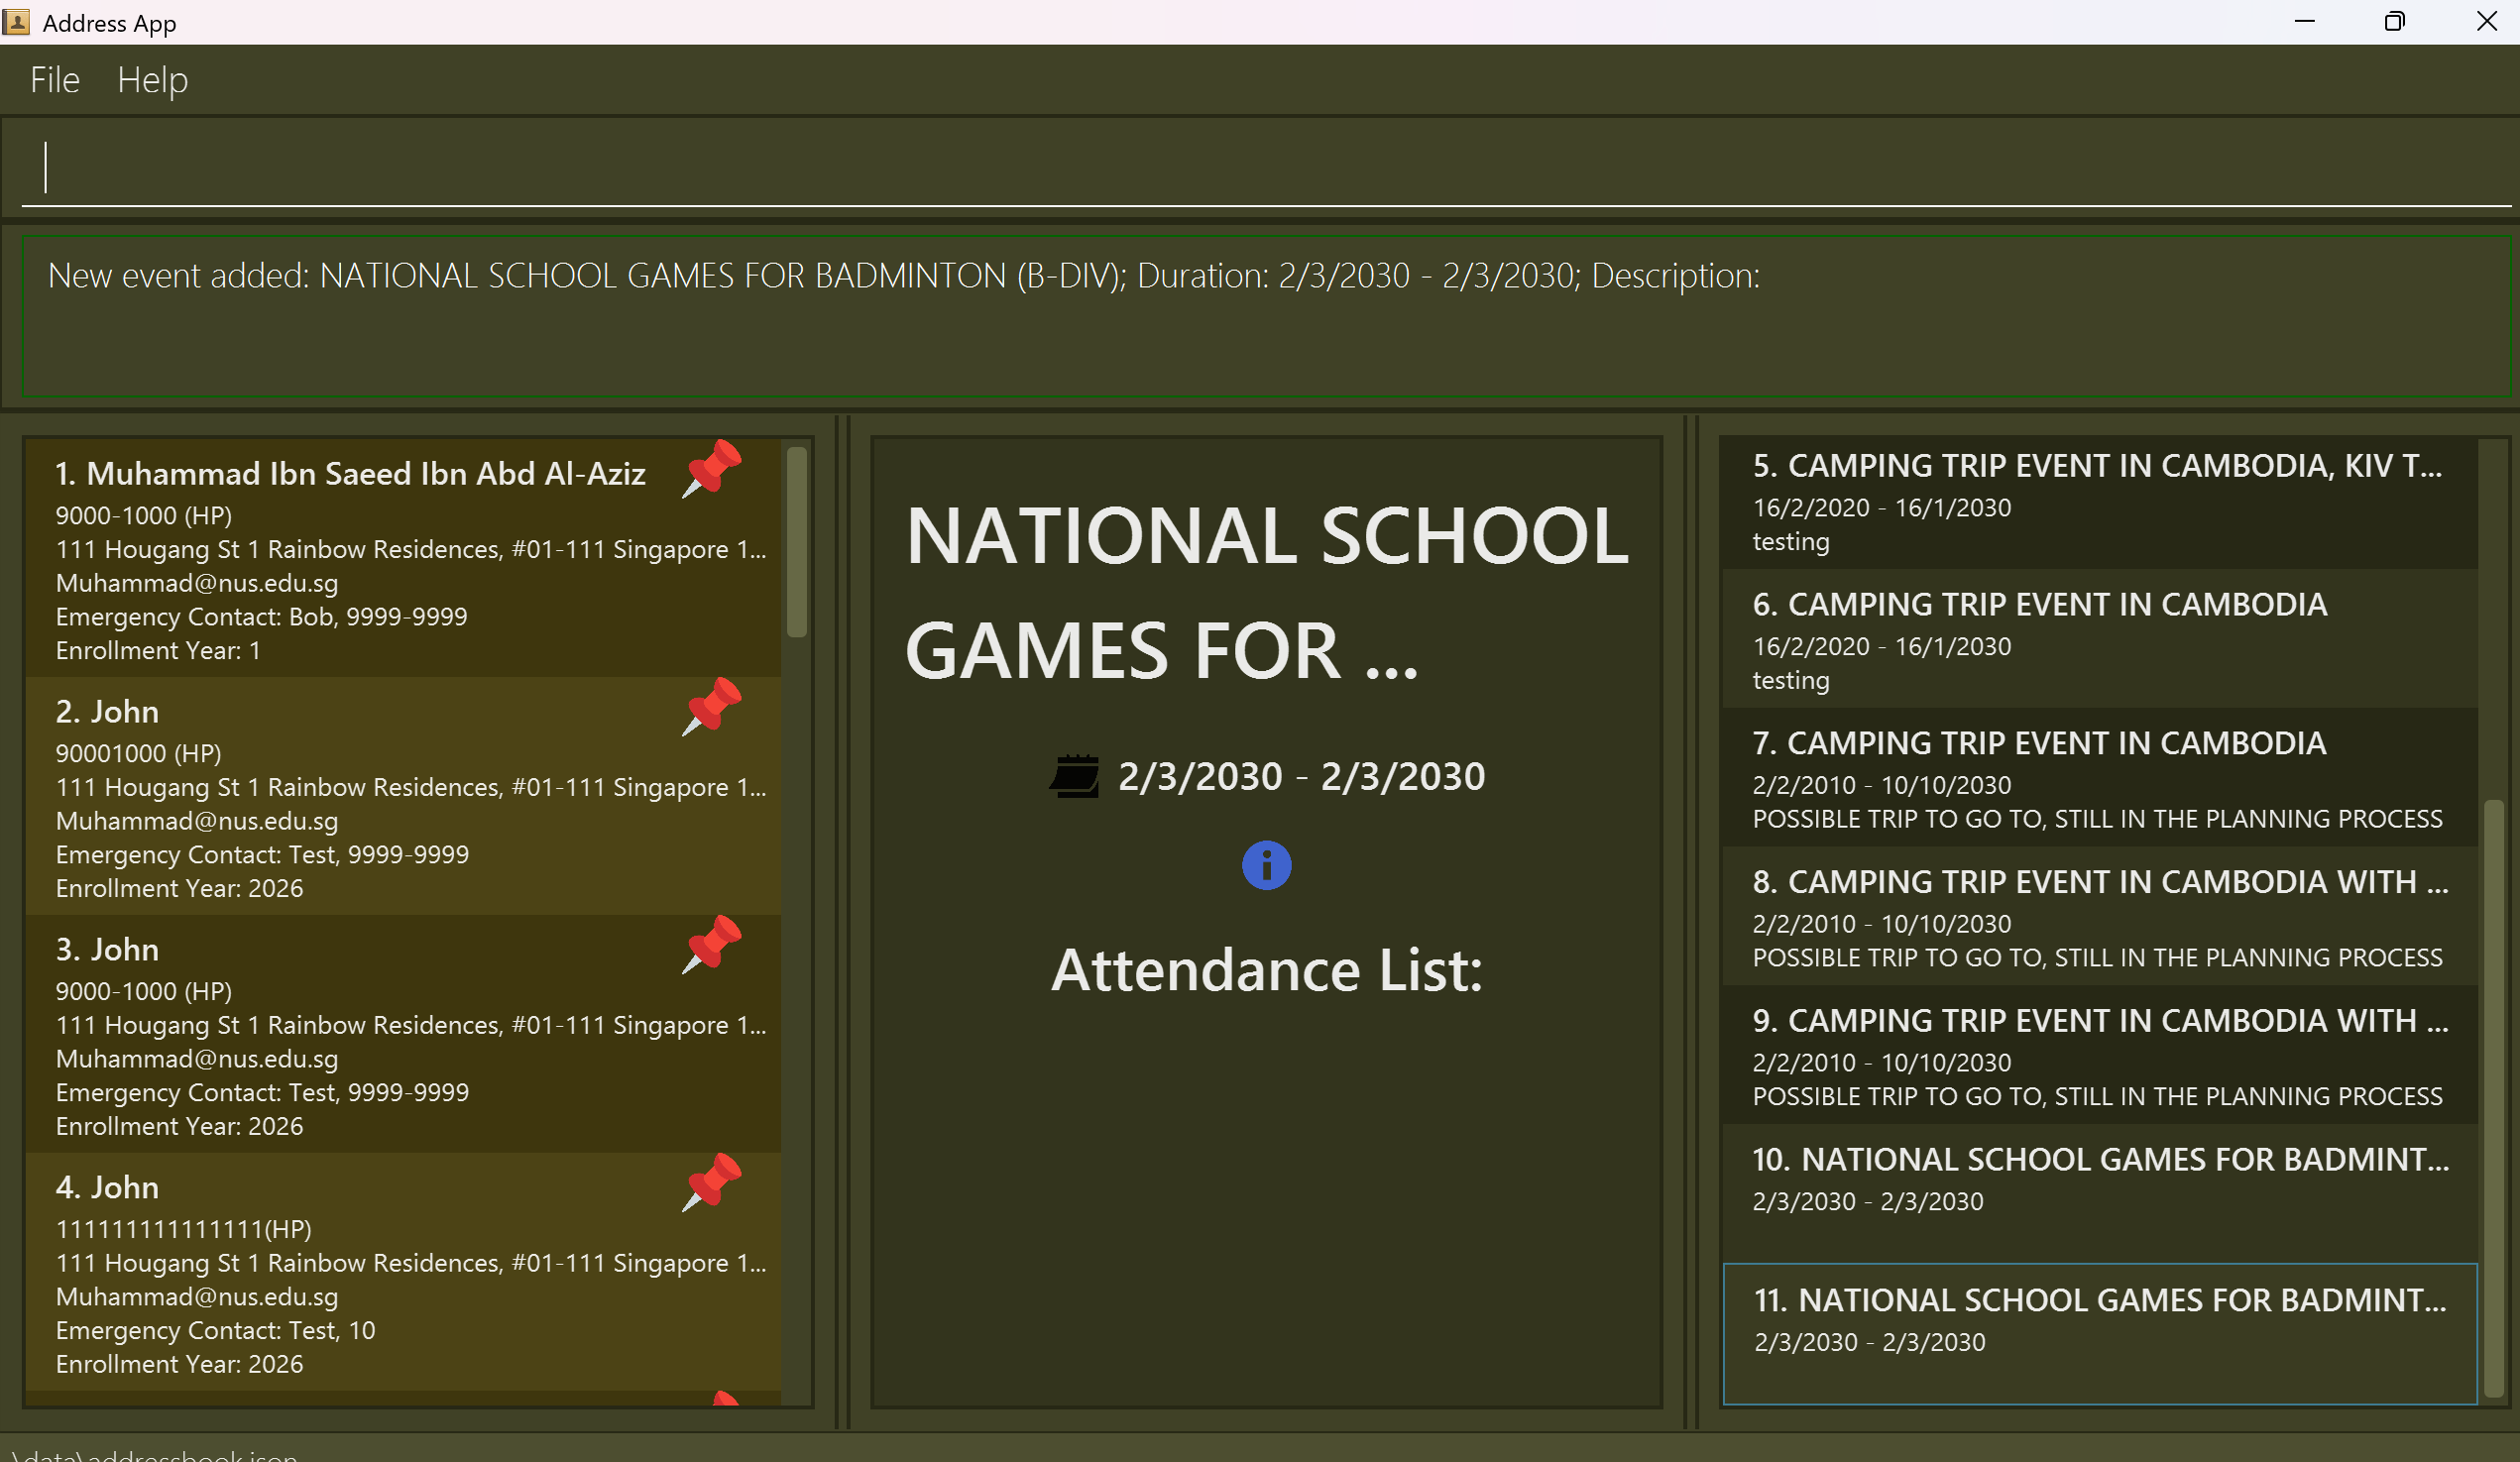 Address App
File Help
New event added: NATIONAL SCHOOL GAMES FOR BADMINTON (B-DIV); Duration: 2/3/2030 - 2/3/2030; Description:
1. Muhammad Ibn Saeed Ibn Abd Al-Aziz
9000-1000 (HP)
111 Hougang St 1 Rainbow Residences, #01-111 Singapore 1...
Muhammad@nus.edu.sg
Emergency Contact: Bob, 9999-9999
Enrollment Year: 1
2. John
90001000 (HP)
111 Hougang St 1 Rainbow Residences, #01-111 Singapore 1...
Muhammad@nus.edu.sg
Emergency Contact: Test, 9999-9999
Enrollment Year: 2026
3. John
9000-1000 (HP)
111 Hougang St 1 Rainbow Residences, #01-111 Singapore 1...
Muhammad@nus.edu.sg
Emergency Contact: Test, 9999-9999
Enrollment Year: 2026
4. John
111111111111111(HP)
111 Hougang St 1 Rainbow Residences, #01-111 Singapore 1...
Muhammad@nus.edu.sg
Emergency Contact: Test, 10
Enrollment Year: 2026
NATIONAL SCHOOL
GAMES FOR ...
2/3/2030 - 2/3/2030
Attendance List:
5. CAMPING TRIP EVENT IN CAMBODIA, KIV T...
16/2/2020 - 16/1/2030
testing
6. CAMPING TRIP EVENT IN CAMBODIA
16/2/2020 - 16/1/2030
testing
7. CAMPING TRIP EVENT IN CAMBODIA
2/2/2010 - 10/10/2030
POSSIBLE TRIP TO GO TO, STILL IN THE PLANNING PROCESS
8. CAMPING TRIP EVENT IN CAMBODIA WITH ...
2/2/2010 - 10/10/2030
POSSIBLE TRIP TO GO TO, STILL IN THE PLANNING PROCESS
9. CAMPING TRIP EVENT IN CAMBODIA WITH ...
2/2/2010 - 10/10/2030
POSSIBLE TRIP TO GO TO, STILL IN THE PLANNING PROCESS
10. NATIONAL SCHOOL GAMES FOR BADMINT...
2/3/2030 - 2/3/2030
11. NATIONAL SCHOOL GAMES FOR BADMINT...
2/3/2030 - 2/3/2030
.\data\addressbook.json